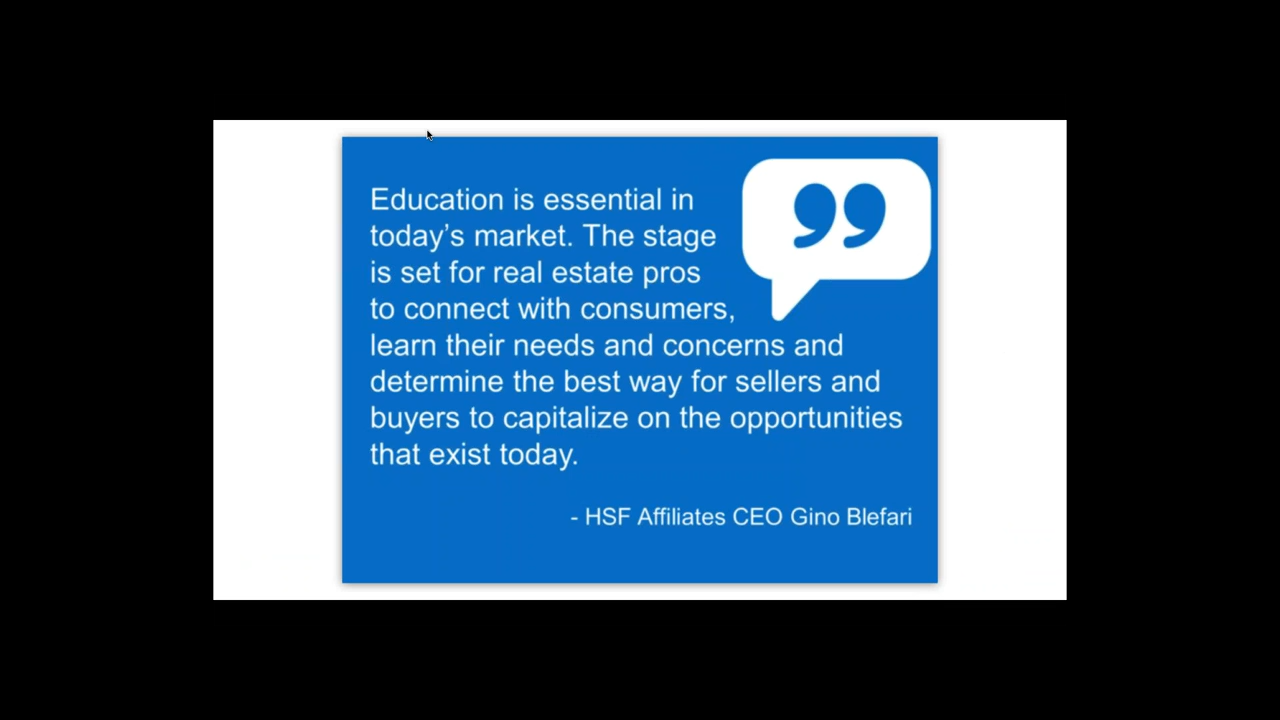 Education is essential in
today’s market. The stage
is set for real estate pros
to connect with consumers,
learn their needs and concerns and
determine the best way for sellers and
buyers to capitalize on the opportunities
that exist today.
- HSF Affiliates CEO Gino Blefari